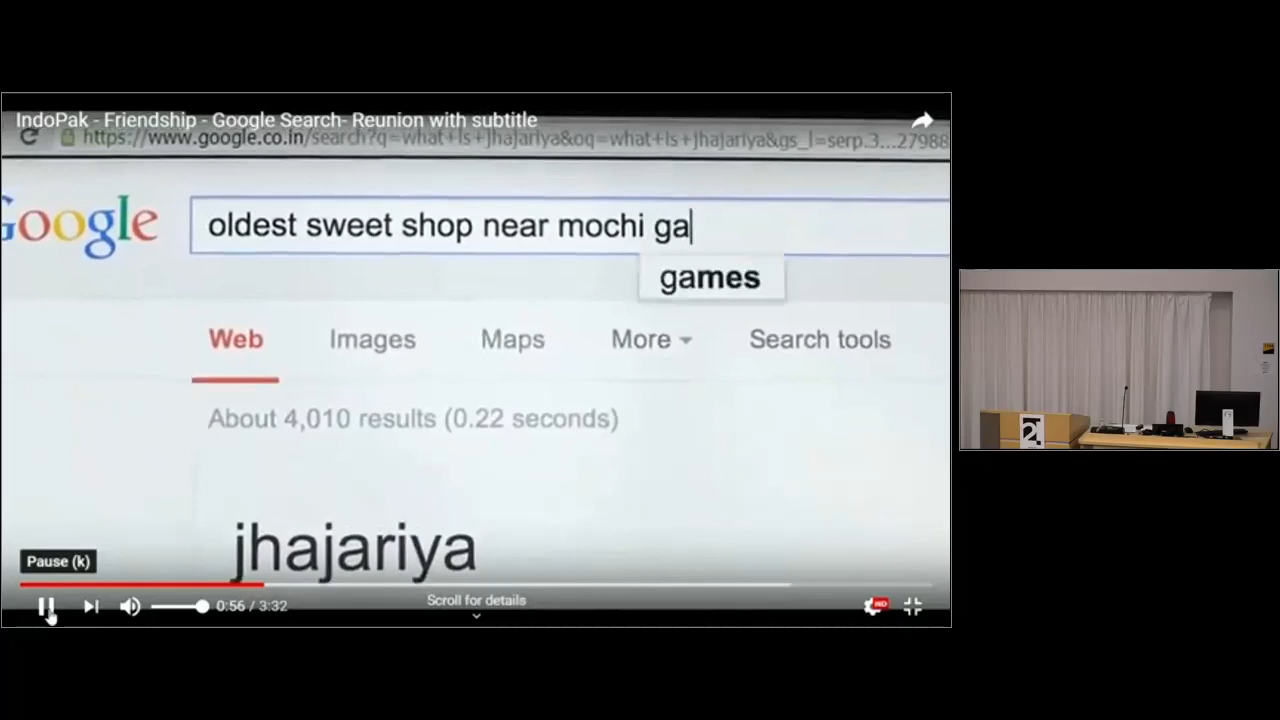 IndoPak - Friendship - Google Search- Reunion with subtitle
https://www.google.co.in/search?q=what+is+jhajariya&oq=what+is+jhajariya&gs_l=serp.3...27988
Google
oldest sweet shop near mochi ga
games
Web Images Maps More Search tools
About 4,010 results (0.22 seconds)
jhajariya
Pause (k)
0:56 / 3:32
Scroll for details
HD
2